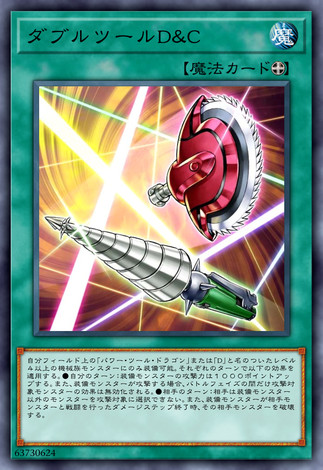 ダブルツールD&C
魔
【魔法カード】
自分フィールド上の「パワー・ツール・ドラゴン」または「D」と名のついたレベル
4以上の機械族モンスターにのみ装備可能。それぞれのターンで以下の効果を
適用する。●自分のターン:装備モンスターの攻撃力は1000ポイントアッ
プする。また、装備モンスターが攻撃する場合、バトルフェイズの間だけ攻撃対
象モンスターの効果は無効化される。●相手のターン:相手は装備モンスター
以外のモンスターを攻撃対象に選択できない。また、装備モンスターが相手モ
ンスターと戦闘を行ったダメージステップ終了時、その相手モンスターを破壊
する。
63730624